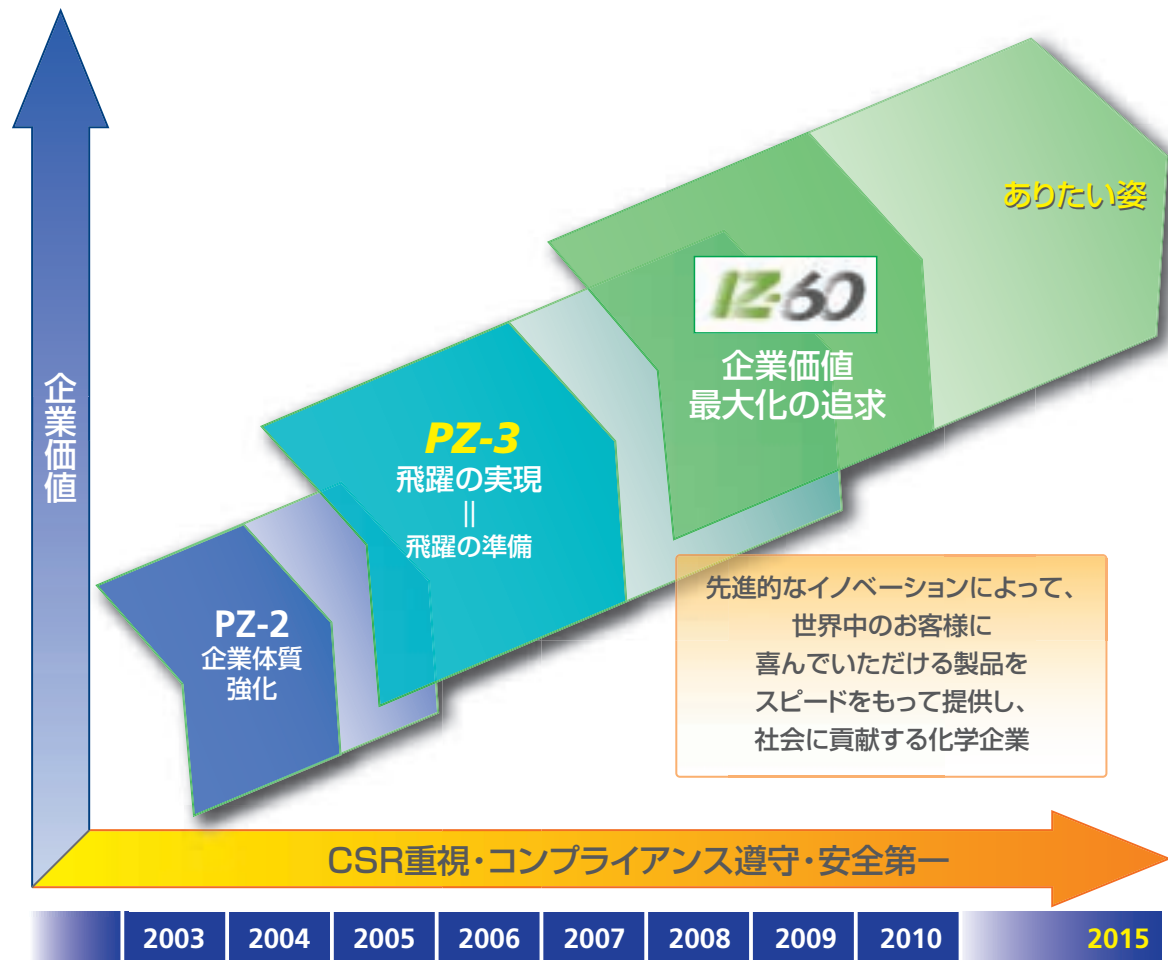 企業価値
ありたい姿
IZ-60
企業価値
最大化の追求
PZ-3
飛躍の実現
||
飛躍の準備
PZ-2
企業体質
強化
先進的なイノベーションによって、
世界中のお客様に
喜んでいただける製品を
スピードをもって提供し、
社会に貢献する化学企業
CSR重視・コンプライアンス遵守・安全第一
2003 2004 2005 2006 2007 2008 2009 2010 2015